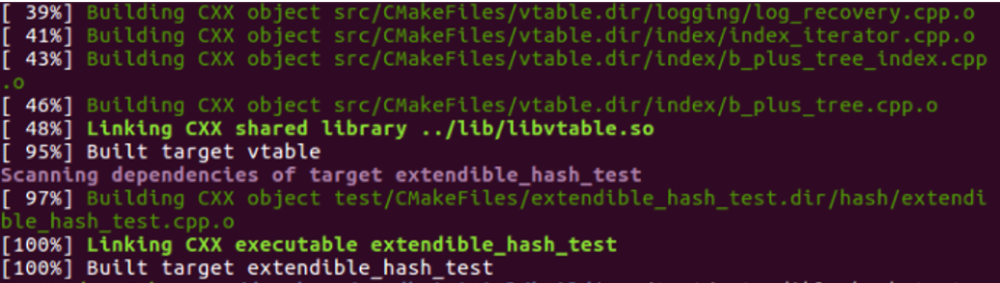 [ 39%] Building CXX object src/CMakeFiles/vtable.dir/logging/log_recovery.cpp.o
[ 41%] Building CXX object src/CMakeFiles/vtable.dir/index/index_iterator.cpp.o
[ 43%] Building CXX object src/CMakeFiles/vtable.dir/index/b_plus_tree_index.cpp
.o
[ 46%] Building CXX object src/CMakeFiles/vtable.dir/index/b_plus_tree.cpp.o
[ 48%] Linking CXX shared library ../lib/libvtable.so
[ 95%] Built target vtable
Scanning dependencies of target extendible_hash_test
[ 97%] Building CXX object test/CMakeFiles/extendible_hash_test.dir/hash/extendi
ble_hash_test.cpp.o
[100%] Linking CXX executable extendible_hash_test
[100%] Built target extendible_hash_test